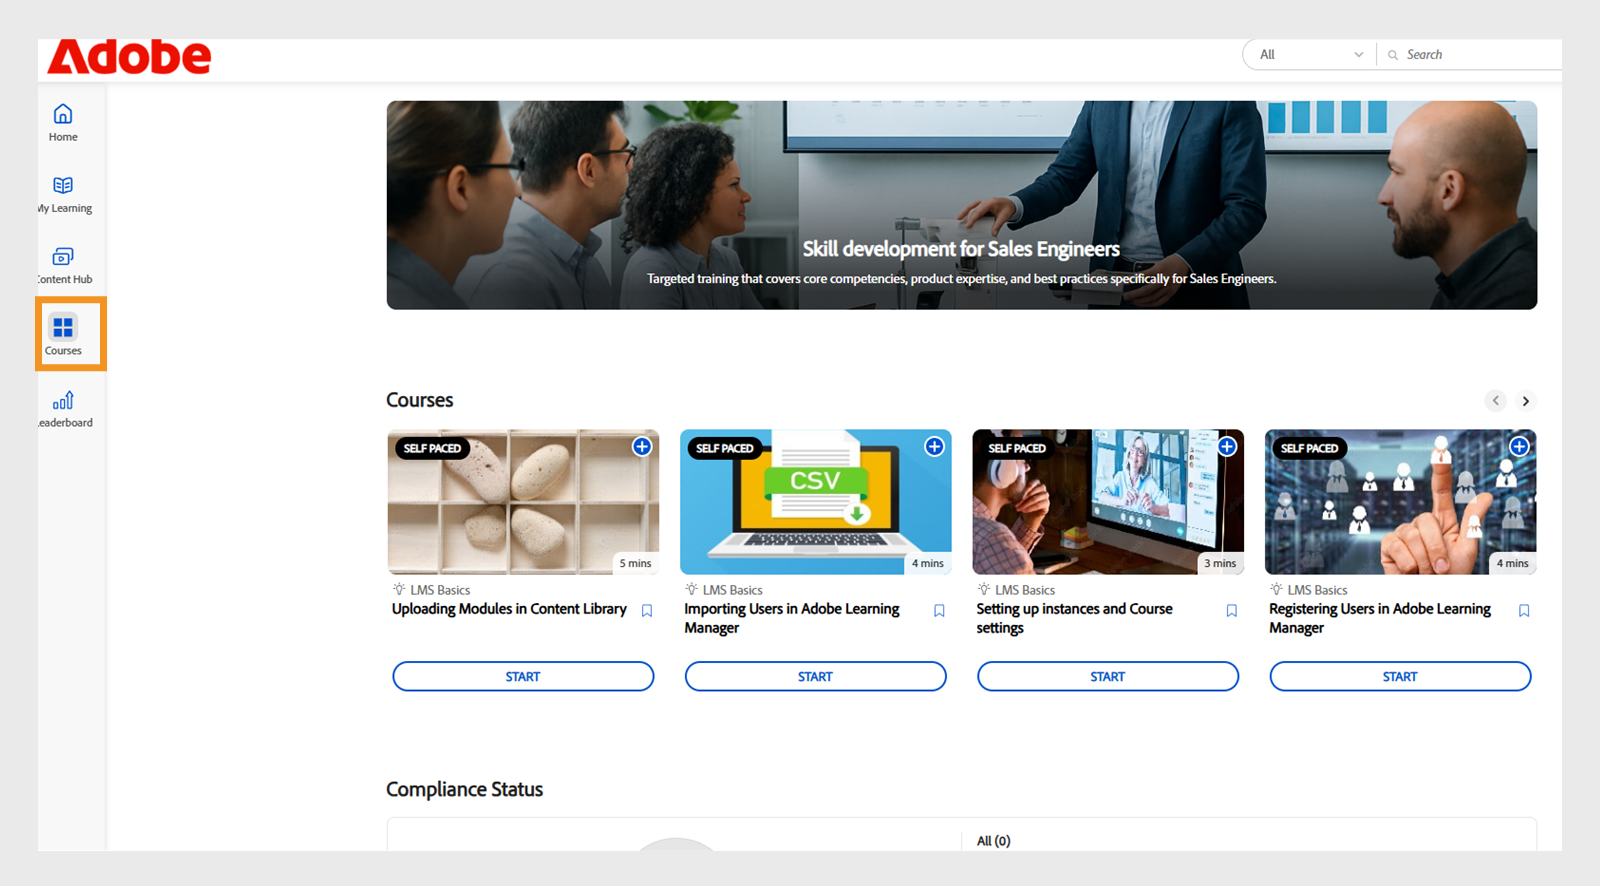 Adobe
All
Search
Home
My Learning
Content Hub
Courses
Leaderboard
Skill development for Sales Engineers
Targeted training that covers core competencies, product expertise, and best practices specifically for Sales Engineers.
Courses
SELF PACED
5 mins
LMS Basics
Uploading Modules in Content Library
START
SELF PACED
CSV
4 mins
LMS Basics
Importing Users in Adobe Learning
Manager
START
SELF PACED
3 mins
LMS Basics
Setting up instances and Course
settings
START
SELF PACED
4 mins
LMS Basics
Registering Users in Adobe Learning
Manager
START
Compliance Status
All (0)